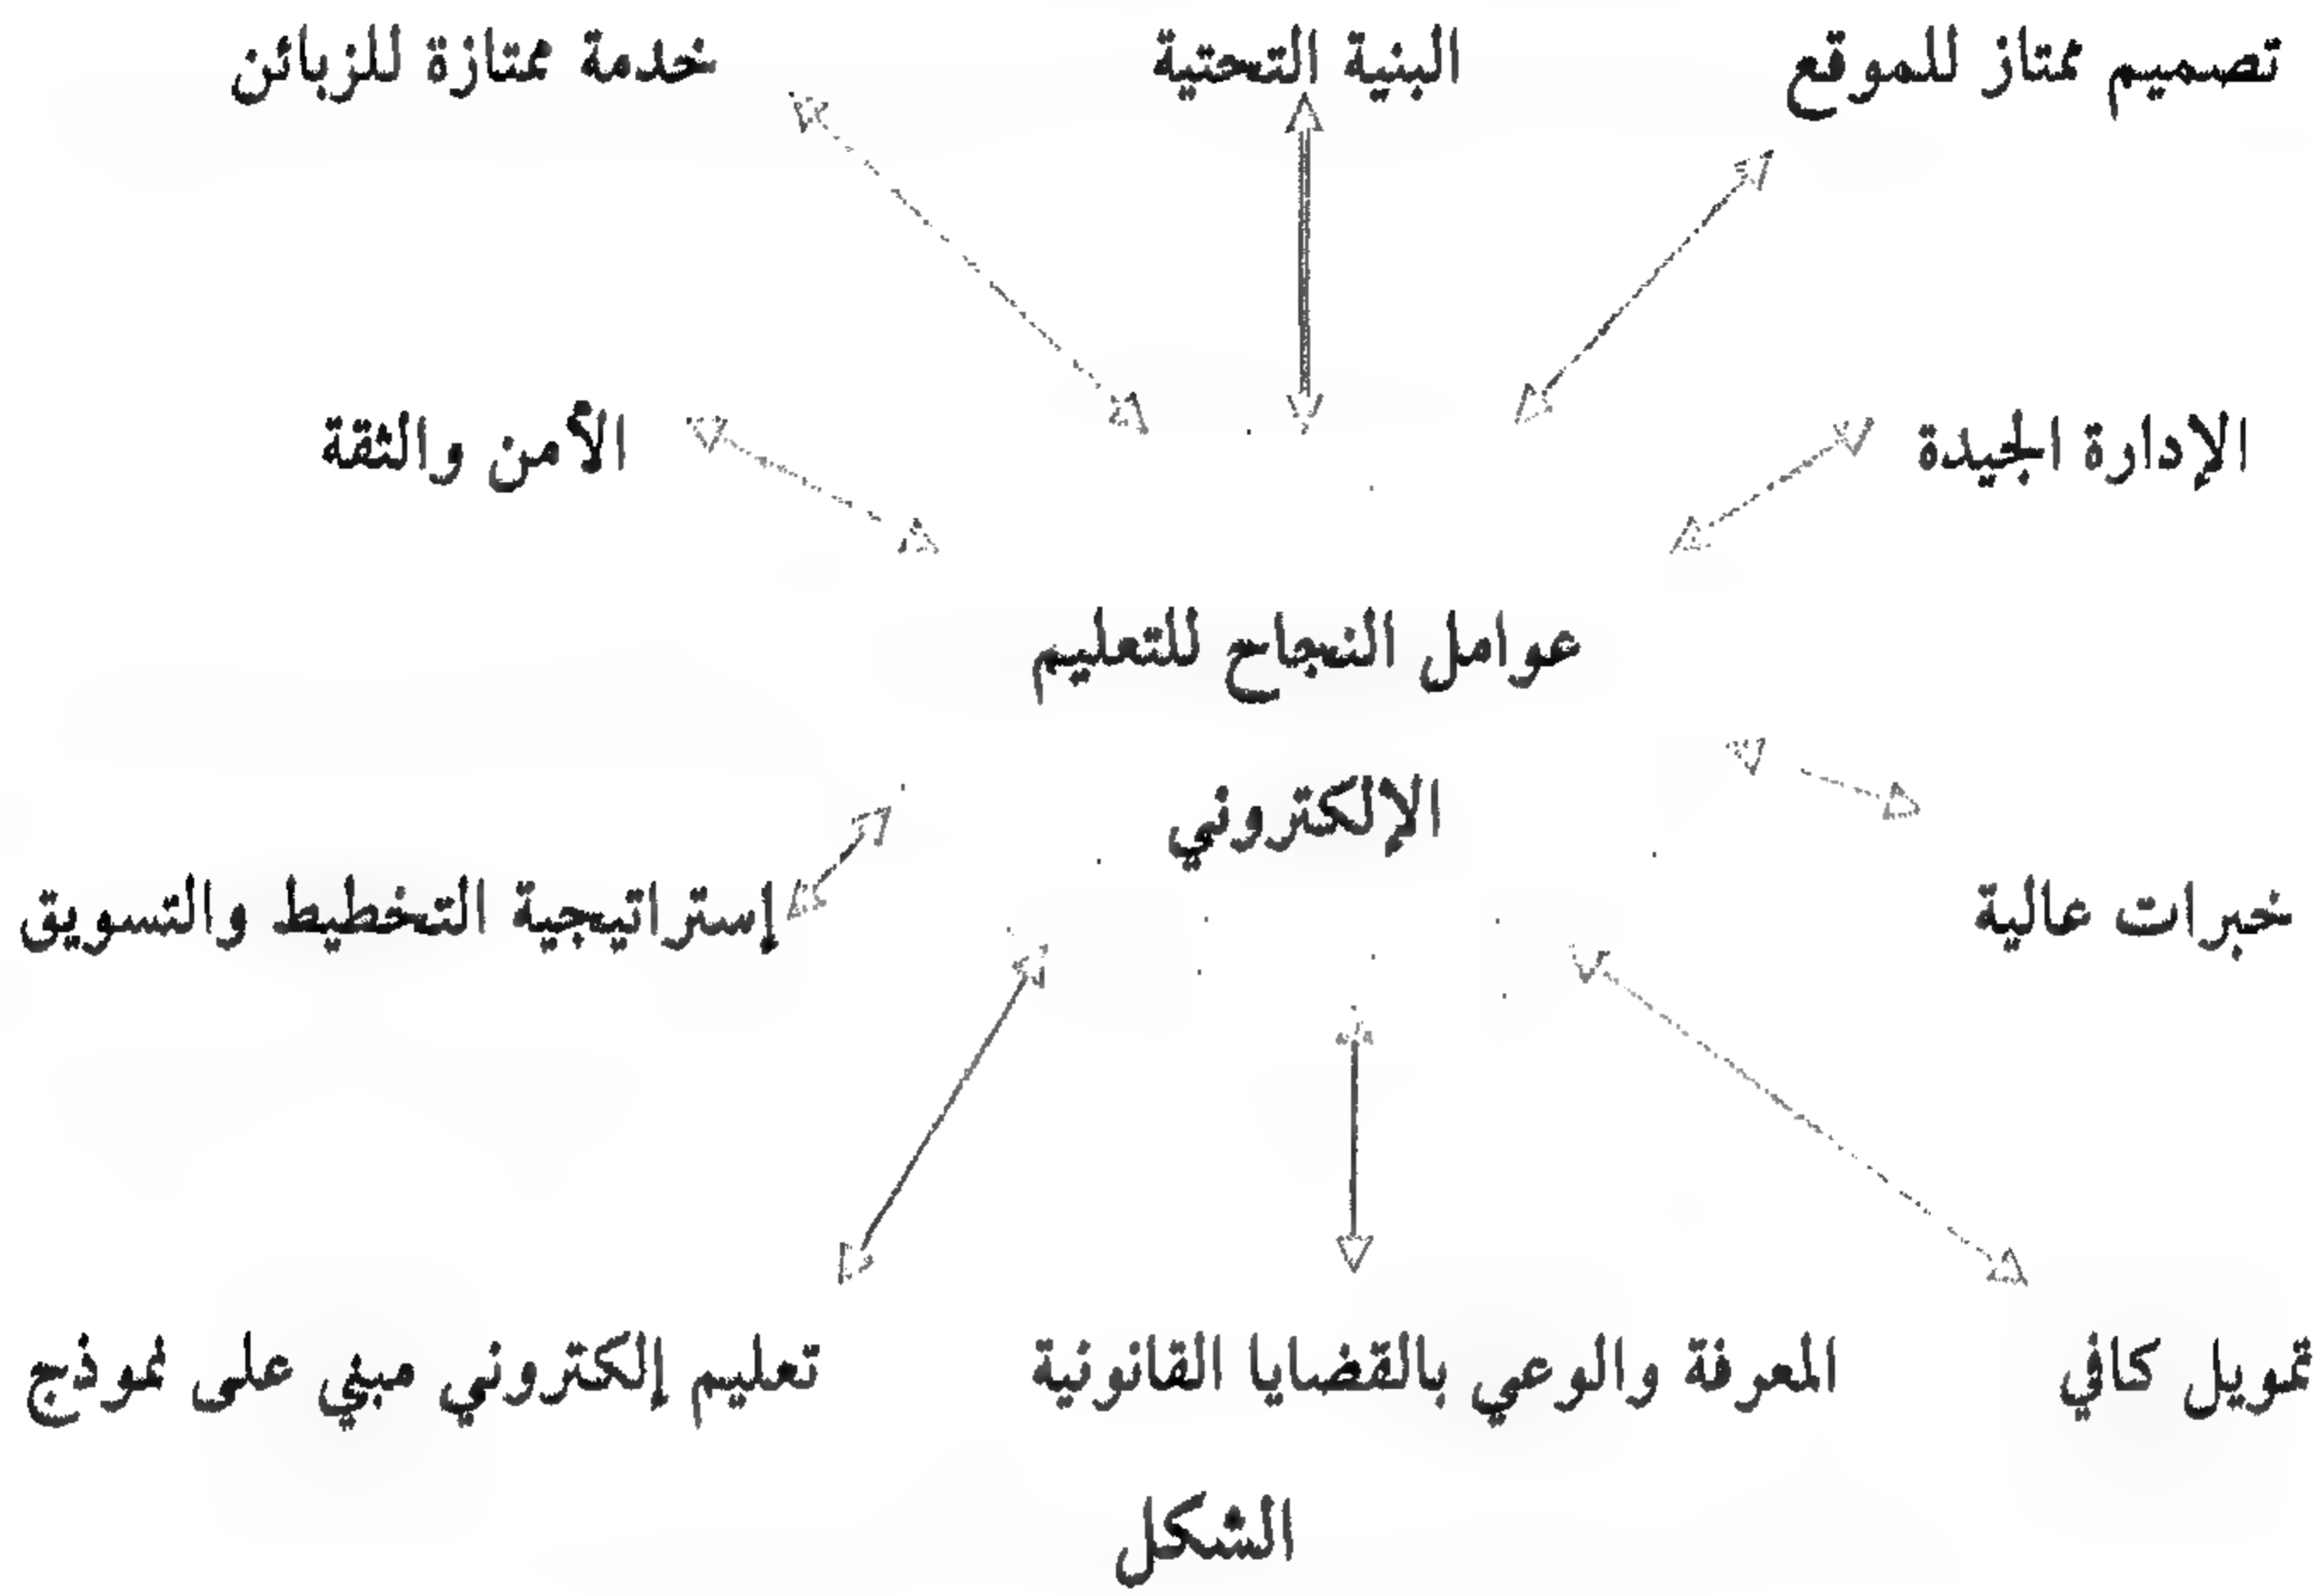 تصميم ممتاز للموقع
البنية التحتية
خدمة ممتازة للزبائن
الإدارة الجيدة
الأمن والثقة
عوامل النجاح للتعليم
الإلكتروني
خبرات عالية
إستراتيجية التخطيط والتسويق
تمويل كافي
المعرفة والوعي بالقضايا القانونية
تعليم إلكتروني مبني على نموذج
الشكل